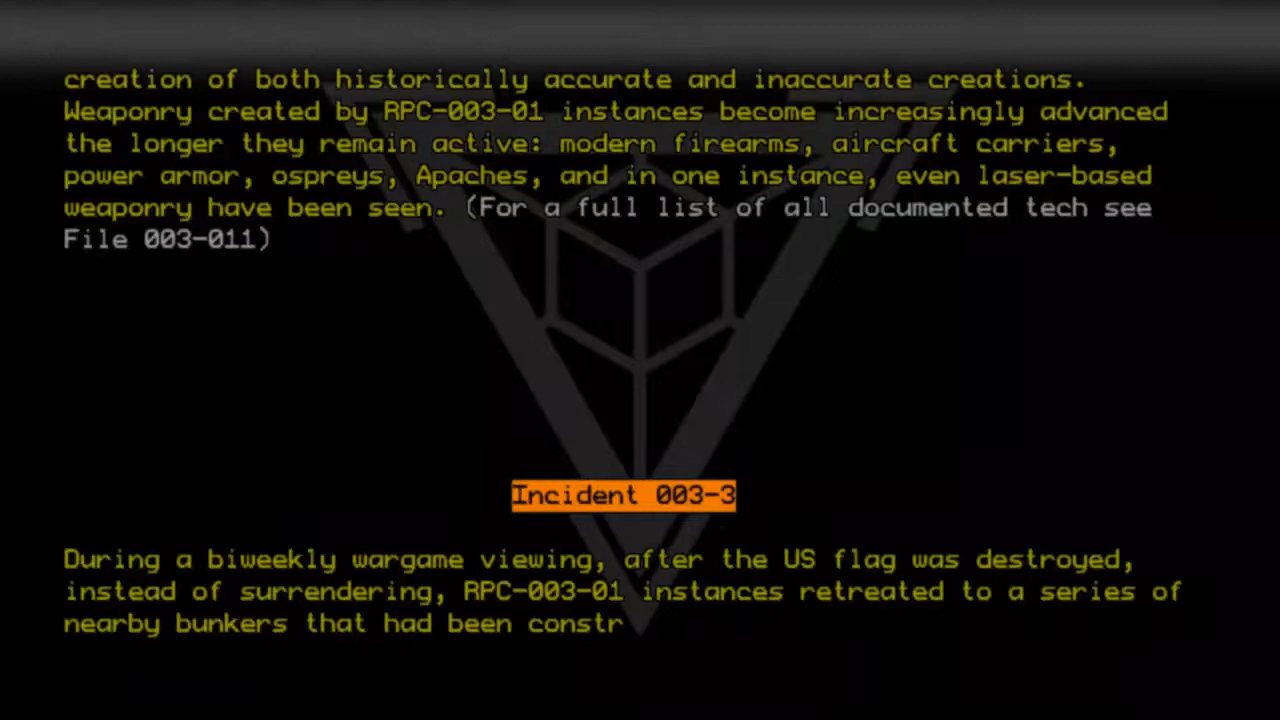 creation of both historically accurate and inaccurate creations.
Weaponry created by RPC-003-01 instances become increasingly advanced
the longer they remain active: modern firearms, aircraft carriers,
power armor, ospreys, Apaches, and in one instance, even laser-based
weaponry have been seen. (For a full list of all documented tech see
File 003-011)
Incident 003-3
During a biweekly wargame viewing, after the US flag was destroyed,
instead of surrendering, RPC-003-01 instances retreated to a series of
nearby bunkers that had been constr